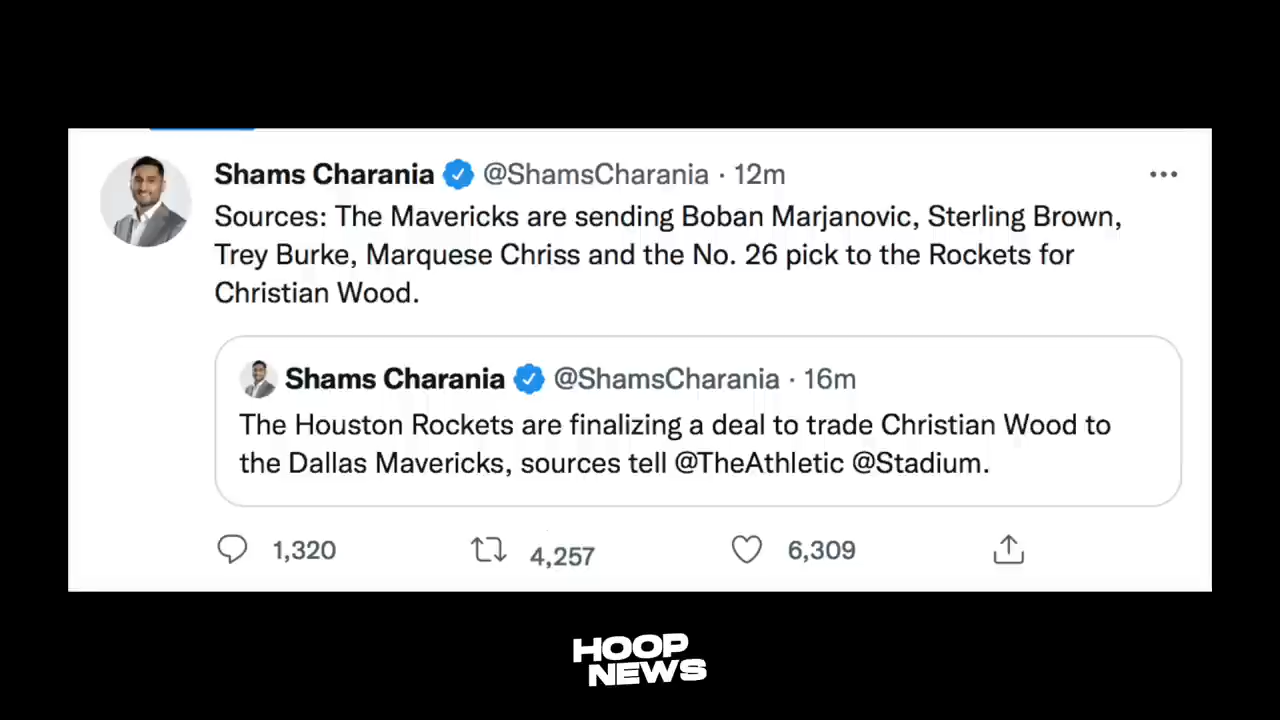 Shams Charania @ShamsCharania · 12m
Sources: The Mavericks are sending Boban Marjanovic, Sterling Brown,
Trey Burke, Marquese Chriss and the No. 26 pick to the Rockets for
Christian Wood.
Shams Charania @ShamsCharania · 16m
The Houston Rockets are finalizing a deal to trade Christian Wood to
the Dallas Mavericks, sources tell @TheAthletic @Stadium.
1,320 4,257 6,309
HOOP
NEWS